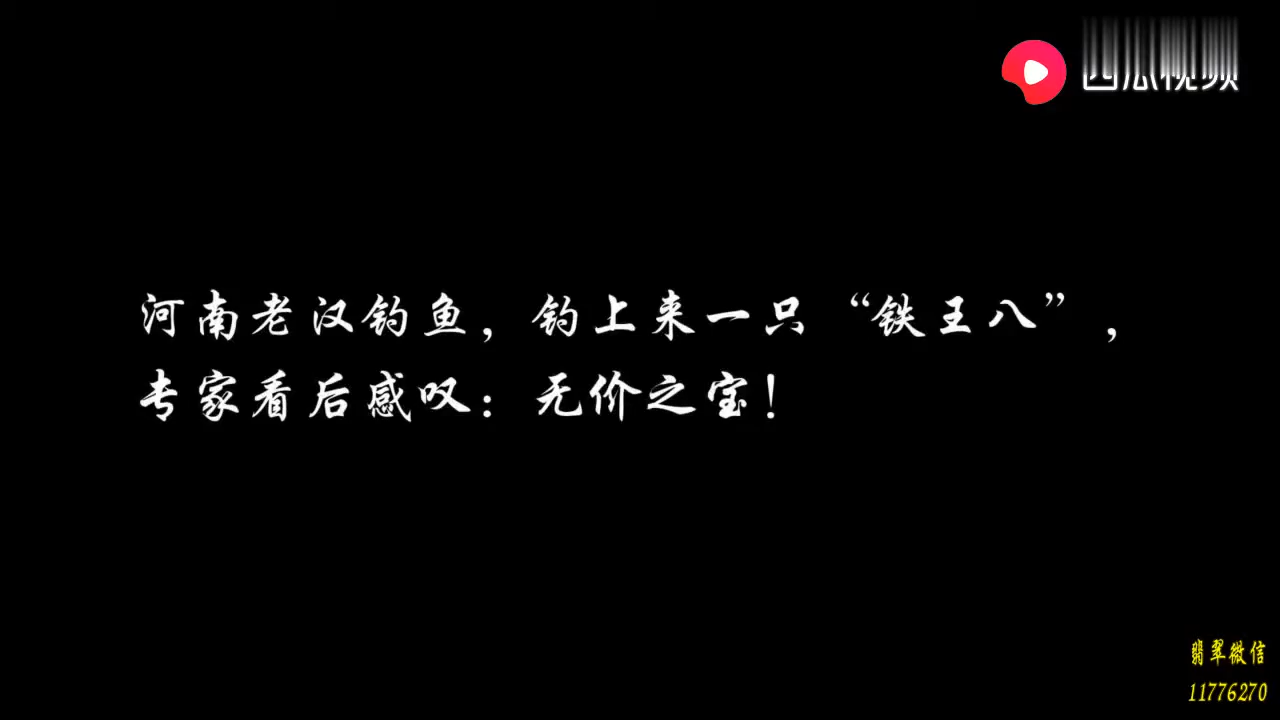 西瓜视频
河南老汉钓鱼，钓上来一只“铁王八”，
专家看后感叹：无价之宝！
翡翠微信
11776270